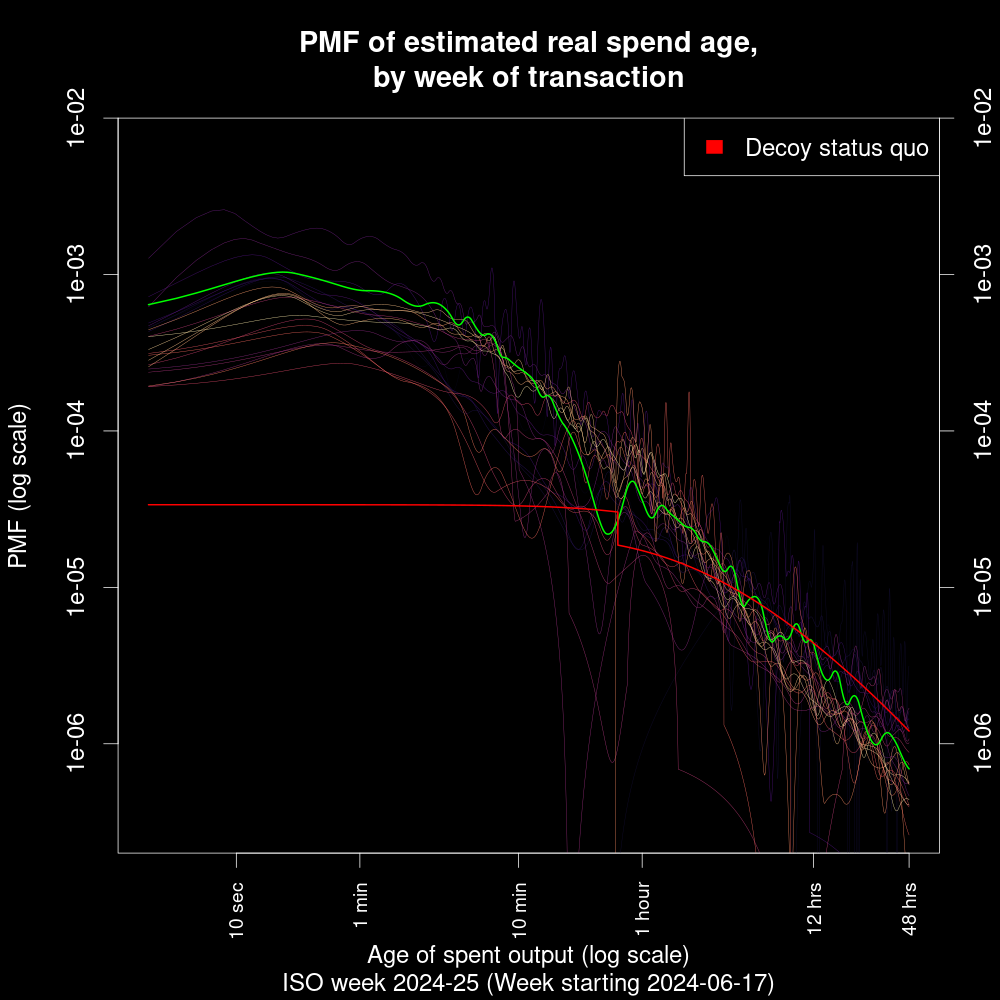 PMF of estimated real spend age,
by week of transaction
Decoy status quo
PMF (log scale)
1e-02
1e-03
1e-04
1e-05
1e-06
1e-02
1e-03
1e-04
1e-05
1e-06
10 sec
1 min
10 min
1 hour
12 hrs
48 hrs
Age of spent output (log scale)
ISO week 2024-25 (Week starting 2024-06-17)